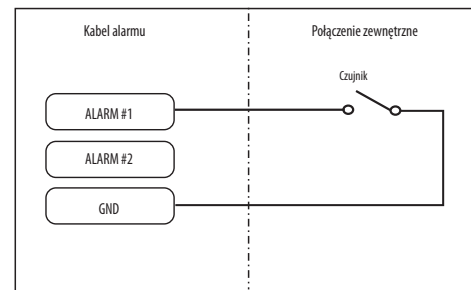 Kabel alarmu
Połączenie zewnętrzne
Czujnik
ALARM #1
ALARM #2
GND